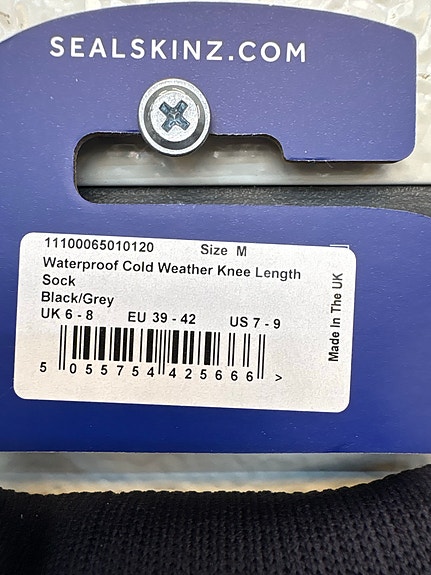 SEALSKINZ.COM
11100065010120 Size M
Waterproof Cold Weather Knee Length
Sock
Black/Grey
UK 6 - 8 EU 39 - 42 US 7 - 9
5 055754 425666 >
Made In The UK